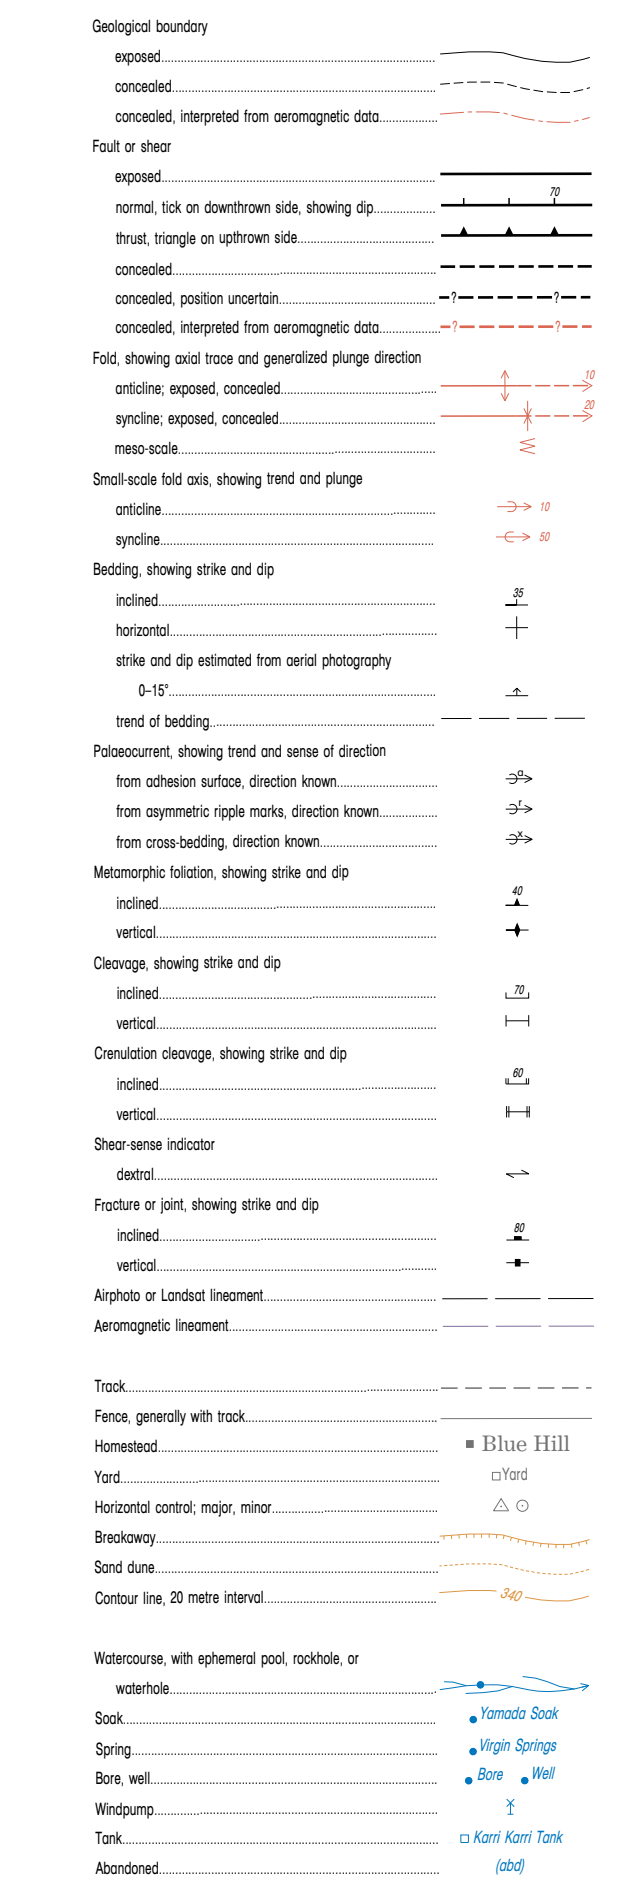 Geological boundary
exposed
concealed
concealed, interpreted from aeromagnetic data
Fault or shear
exposed
normal, tick on downthrown side, showing dip 70
thrust, triangle on upthrown side
concealed
concealed, position uncertain ? ?
concealed, interpreted from aeromagnetic data ? ?
Fold, showing axial trace and generalized plunge direction
anticline; exposed, concealed 10
syncline; exposed, concealed 20
meso-scale
Small-scale fold axis, showing trend and plunge
anticline 10
syncline 50
Bedding, showing strike and dip
inclined 35
horizontal
strike and dip estimated from aerial photography
0–15°
trend of bedding
Palaeocurrent, showing trend and sense of direction
from adhesion surface, direction known a
from asymmetric ripple marks, direction known r
from cross-bedding, direction known x
Metamorphic foliation, showing strike and dip
inclined 40
vertical
Cleavage, showing strike and dip
inclined 70
vertical
Crenulation cleavage, showing strike and dip
inclined 60
vertical
Shear-sense indicator
dextral
Fracture or joint, showing strike and dip
inclined 80
vertical
Airphoto or Landsat lineament
Aeromagnetic lineament
Track
Fence, generally with track
Homestead Blue Hill
Yard Yard
Horizontal control; major, minor
Breakaway
Sand dune
Contour line, 20 metre interval 340
Watercourse, with ephemeral pool, rockhole, or
waterhole
Soak Yamada Soak
Spring Virgin Springs
Bore, well Bore Well
Windpump
Tank Karri Karri Tank
Abandoned (abd)